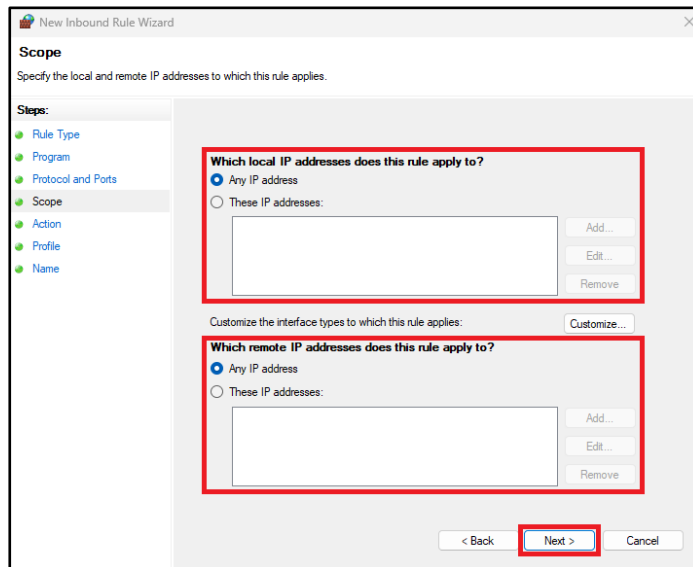 New Inbound Rule Wizard
Scope
Specify the local and remote IP addresses to which this rule applies.
Steps:
Rule Type
Program
Protocol and Ports
Scope
Action
Profile
Name
Which local IP addresses does this rule apply to?
Any IP address
These IP addresses:
Add...
Edit...
Remove
Customize the interface types to which this rule applies:
Customize...
Which remote IP addresses does this rule apply to?
Any IP address
These IP addresses:
Add...
Edit...
Remove
< Back
Next >
Cancel